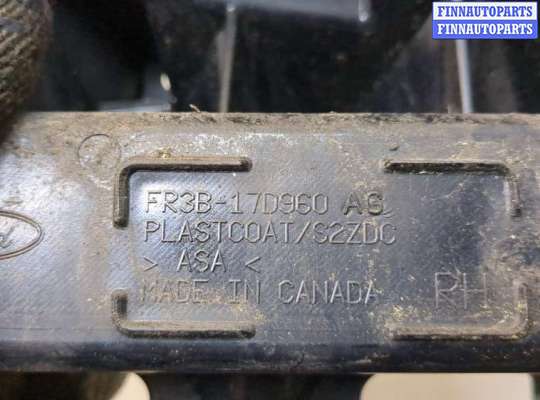 FINNAUTOPARTS
FINNAUTOPARTS
FR3B-17D960 AG
PLASTCOAT/S2ZDC
> ASA <
MADE IN CANADA
RH